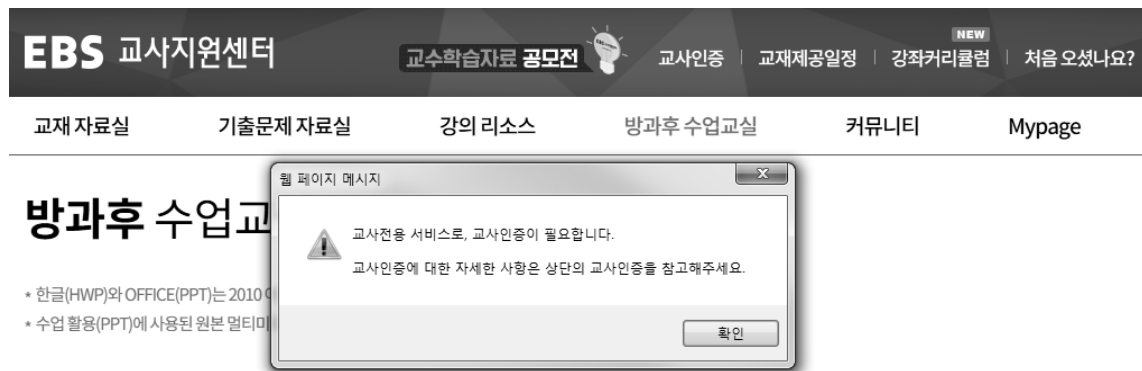 EBS 교사지원센터
교수학습자료 공모전
교사인증
교재제공일정
NEW
강좌커리큘럼
처음 오셨나요?
교재 자료실
기출문제 자료실
강의 리소스
방과후 수업교실
커뮤니티
Mypage
웹 페이지 메시지
방과후 수업교
교사전용 서비스로, 교사인증이 필요합니다.
교사인증에 대한 자세한 사항은 상단의 교사인증을 참고해주세요.
* 한글(HWP)와 OFFICE(PPT)는 2010
* 수업 활용(PPT)에 사용된 원본 멀티미
확인